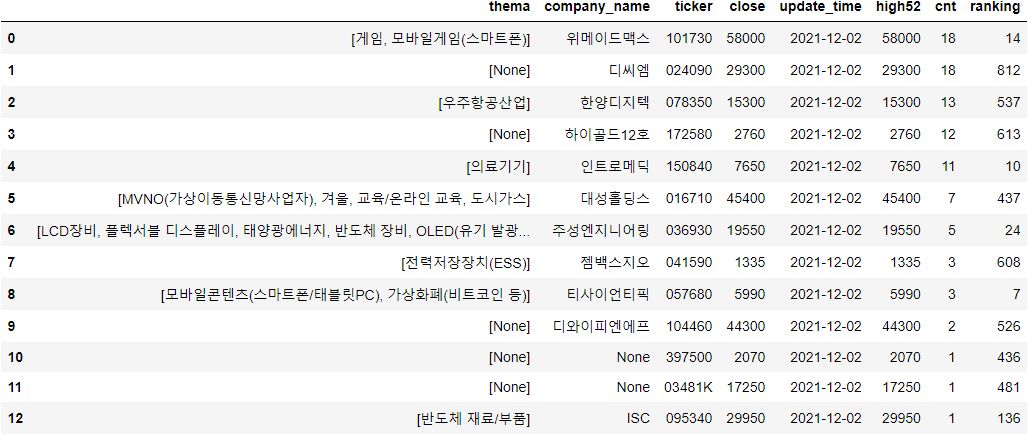 thema company_name ticker close update_time high52 cnt ranking
0 [게임, 모바일게임(스마트폰)] 위메이드맥스 101730 58000 2021-12-02 58000 18 14
1 [None] 디씨엠 024090 29300 2021-12-02 29300 18 812
2 [우주항공산업] 한양디지텍 078350 15300 2021-12-02 15300 13 537
3 [None] 하이골드12호 172580 2760 2021-12-02 2760 12 613
4 [의료기기] 인트로메딕 150840 7650 2021-12-02 7650 11 10
5 [MVNO(가상이동통신망사업자), 겨울, 교육/온라인 교육, 도시가스] 대성홀딩스 016710 45400 2021-12-02 45400 7 437
6 [LCD장비, 플렉서블 디스플레이, 태양광에너지, 반도체 장비, OLED(유기 발광... 주성엔지니어링 036930 19550 2021-12-02 19550 5 24
7 [전력저장장치(ESS)] 젬백스지오 041590 1335 2021-12-02 1335 3 608
8 [모바일콘텐츠(스마트폰/태블릿PC), 가상화폐(비트코인 등)] 티사이언티픽 057680 5990 2021-12-02 5990 3 7
9 [None] 디와이피엔에프 104460 44300 2021-12-02 44300 2 526
10 [None] None 397500 2070 2021-12-02 2070 1 436
11 [None] None 03481K 17250 2021-12-02 17250 1 481
12 [반도체 재료/부품] ISC 095340 29950 2021-12-02 29950 1 136